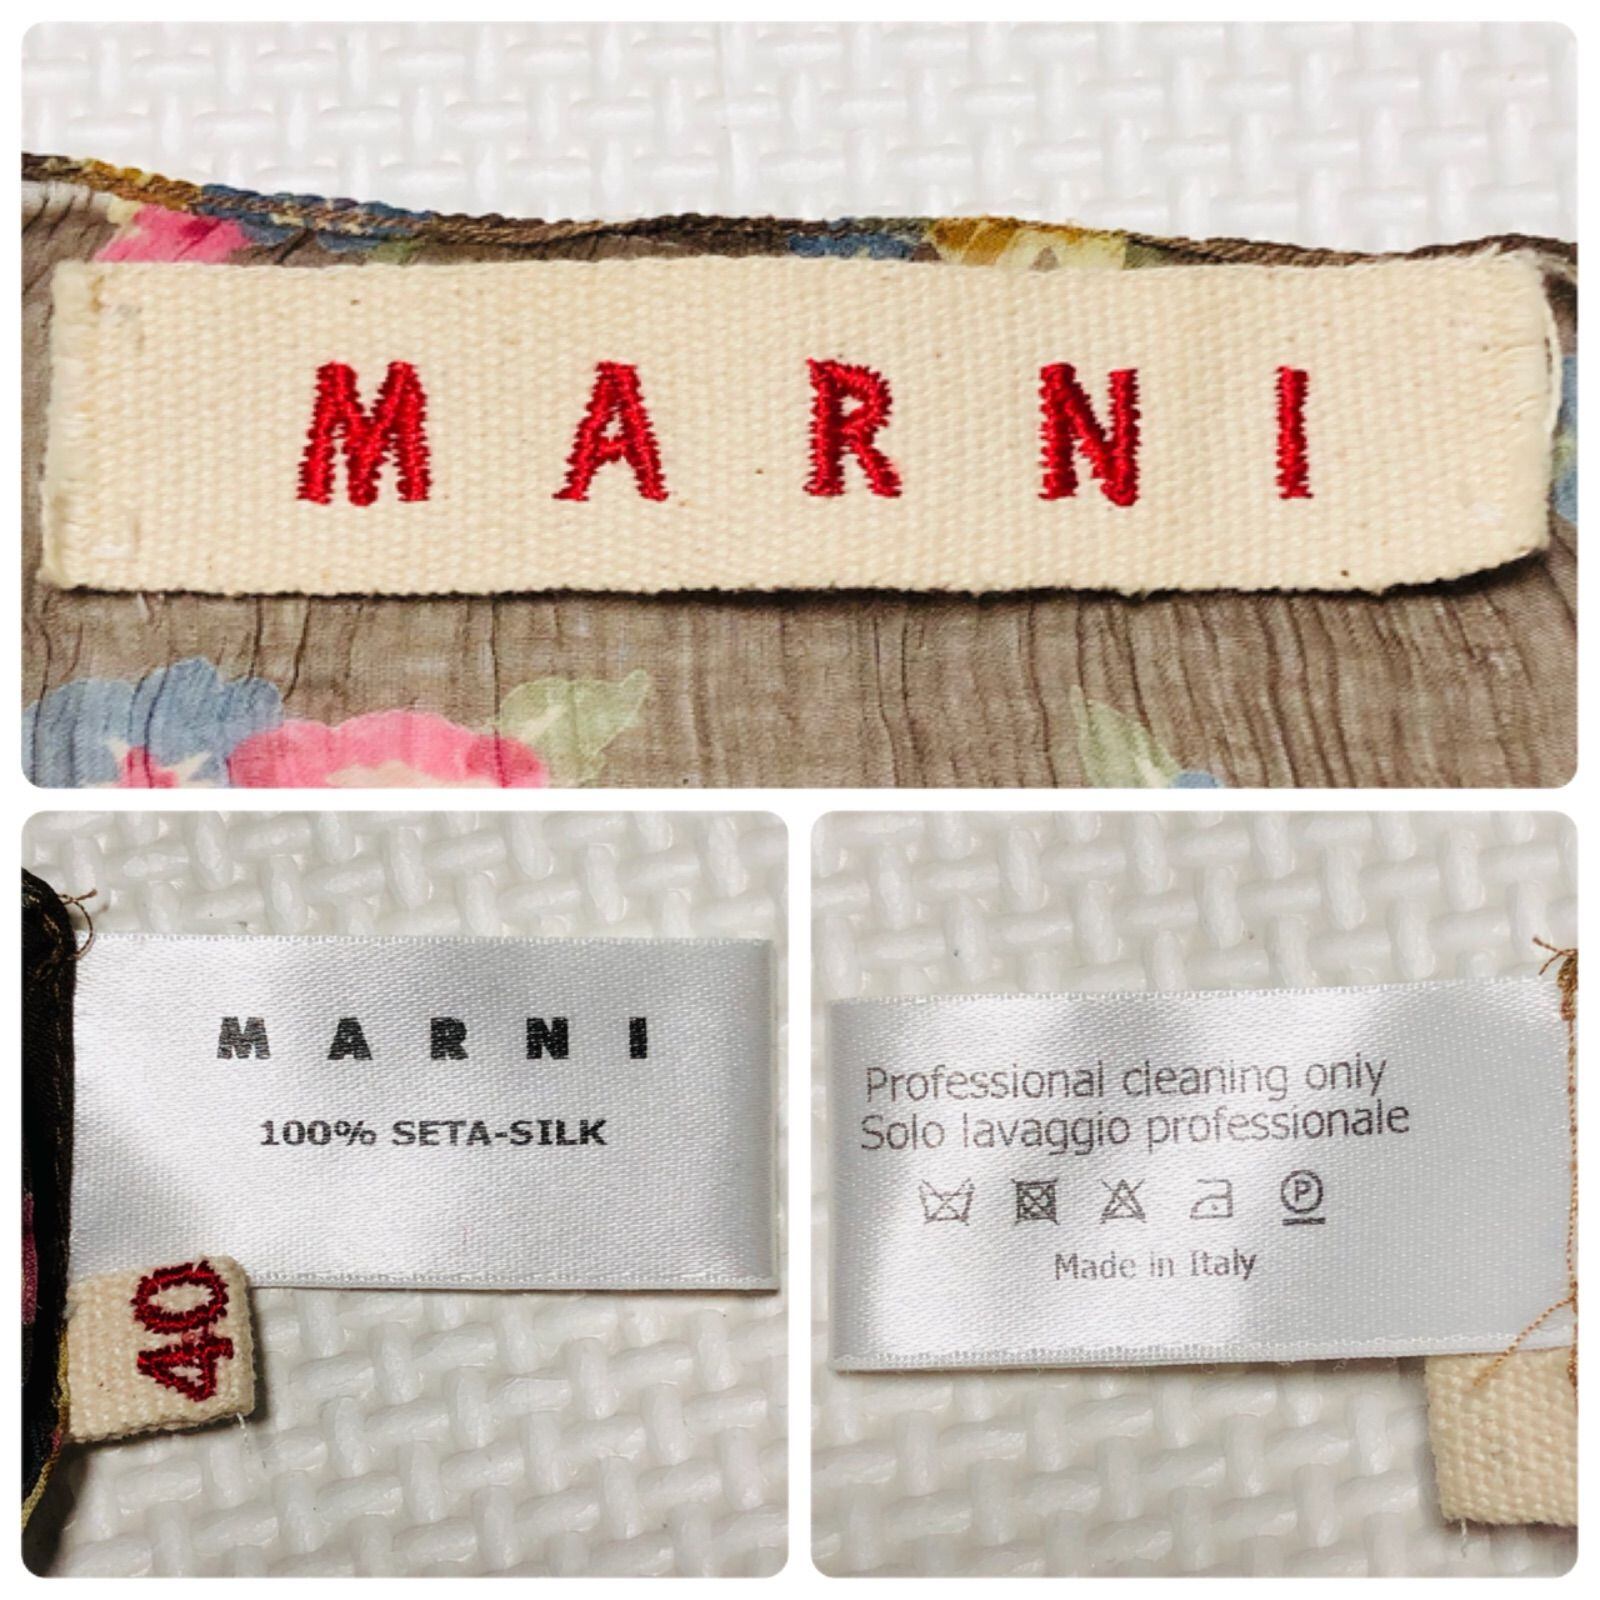 MARNI
MARNI
100% SETA-SILK
40
Professional cleaning only
Solo lavaggio professionale
P
Made in Italy